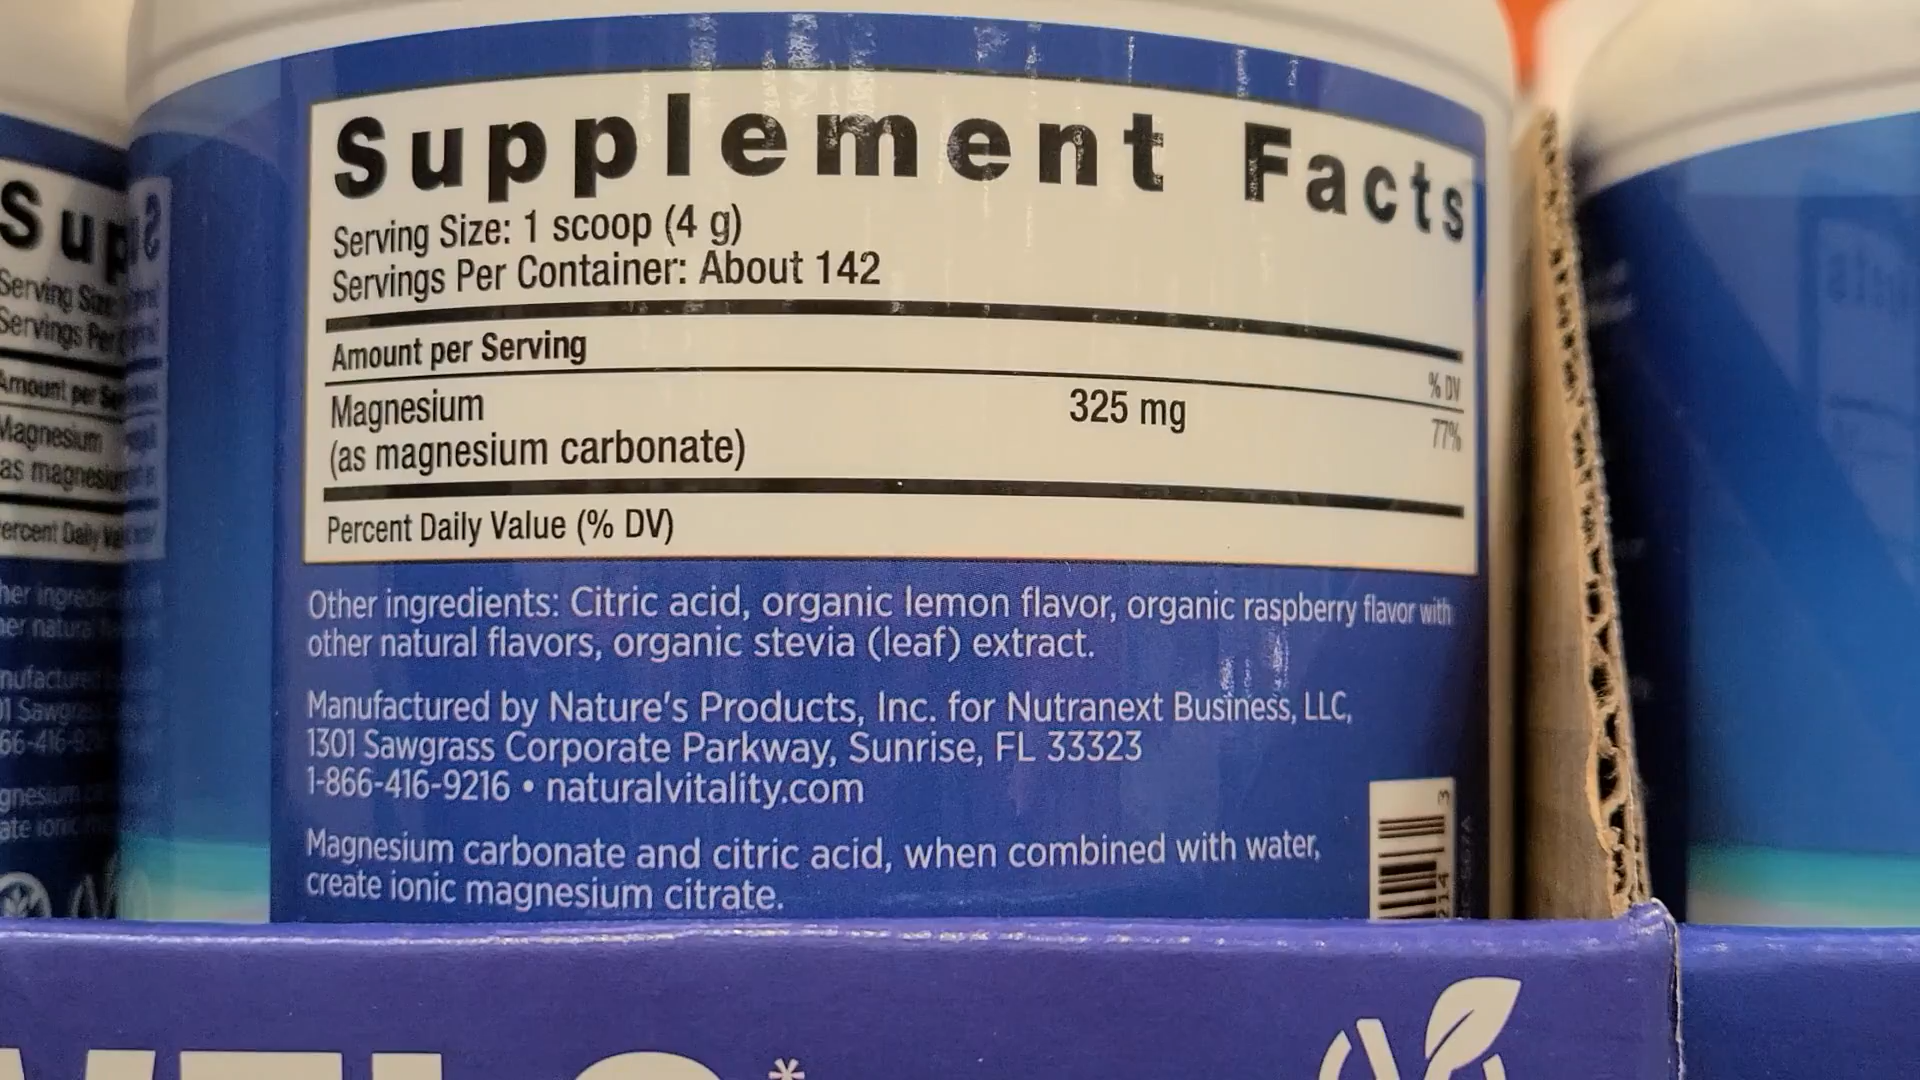 Supplement Facts
Serving Size: 1 scoop (4 g)
Servings Per Container: About 142
Amount per Serving
% DV
Magnesium 325 mg 77%
(as magnesium carbonate)
Percent Daily Value (% DV)
Other ingredients: Citric acid, organic lemon flavor, organic raspberry flavor with
other natural flavors, organic stevia (leaf) extract.
Manufactured by Nature's Products, Inc. for Nutranext Business, LLC,
1301 Sawgrass Corporate Parkway, Sunrise, FL 33323
1-866-416-9216 • naturalvitality.com
Magnesium carbonate and citric acid, when combined with water,
create ionic magnesium citrate.